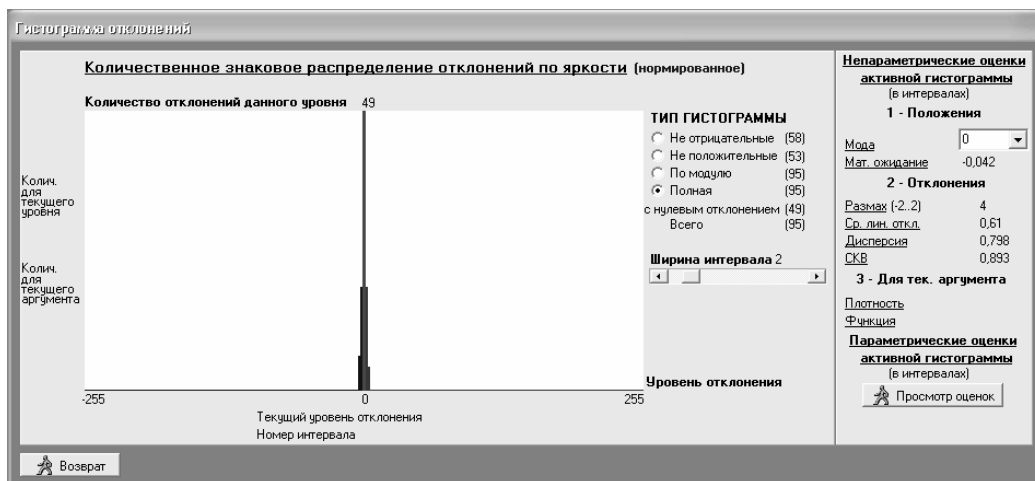 Гистограмма отклонений
Количественное знаковое распределение отклонений по яркости (нормированное)
Количество отклонений данного уровня 49
Колич.
для
текущего
уровня
Колич.
для
текущего
аргумента
-255 0 255
Уровень отклонения
Текущий уровень отклонения
Номер интервала
ТИП ГИСТОГРАММЫ
Не отрицательные (58)
Не положительные (53)
По модулю (95)
Полная (95)
с нулевым отклонением (49)
Всего (95)
Ширина интервала 2
Непараметрические оценки
активной гистограммы
(в интервалах)
1 - Положения
Мода 0
Мат. ожидание -0,042
2 - Отклонения
Размах (-2..2) 4
Ср. лин. откл. 0,61
Дисперсия 0,798
СКВ 0,893
3 - Для тек. аргумента
Плотность
Функция
Параметрические оценки
активной гистограммы
(в интервалах)
Просмотр оценок
Возврат